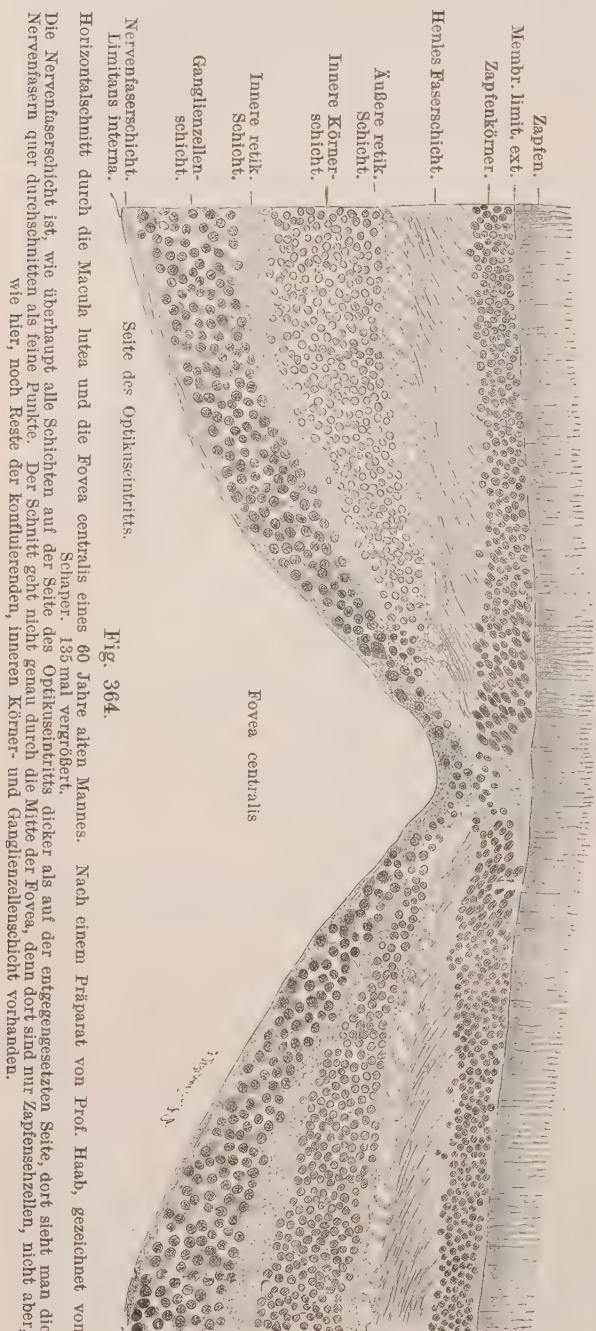 Zapfen.
Membr. limit. ext.
Zapfenkörner.
Henles Faserschicht.
Äußere retik.
Schicht.
Innere Körner-
schicht.
Innere retik.
Schicht.
Ganglienzellen-
schicht.
Nervenfaserschicht.
Limitans interna.
Seite des Optikuseintritts.
Fovea centralis
Fig. 364.
Horizontalschnitt durch die Macula lutea und die Fovea centralis eines 60 Jahre alten Mannes. Nach einem Präparat von Prof. Haab, gezeichnet von
Schaper. 135 mal vergrößert.
Die Nervenfaserschicht ist, wie überhaupt alle Schichten auf der Seite des Optikuseintritts dicker als auf der entgegengesetzten Seite, dort sieht man die
Nervenfasern quer durchschnitten als feine Punkte. Der Schnitt geht nicht genau durch die Mitte der Fovea, denn dort sind nur Zapfensehzellen, nicht aber,
wie hier, noch Reste der konfluierenden, inneren Körner- und Ganglienzellenschicht vorhanden.